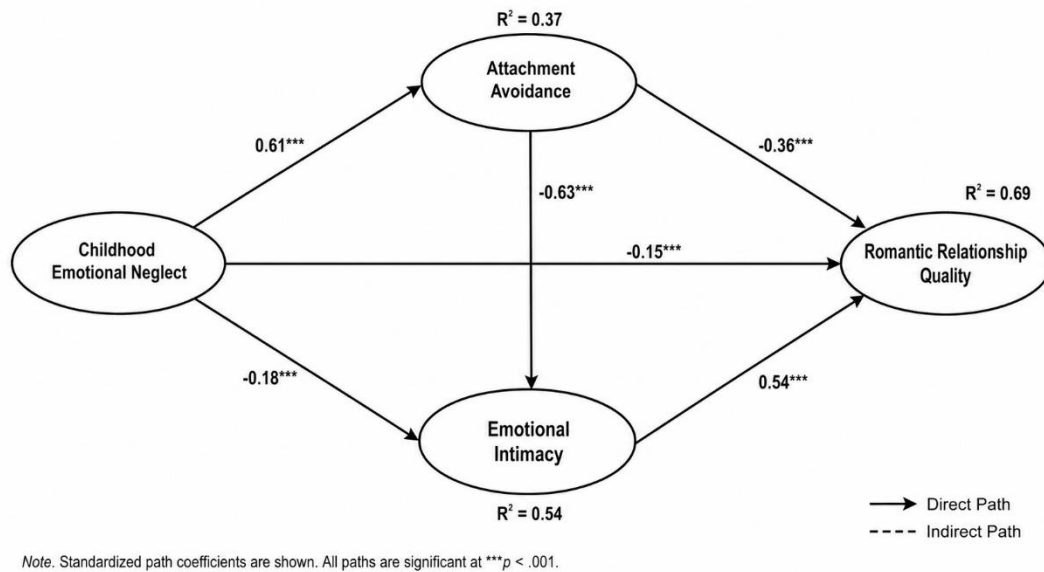 R² = 0.37
Attachment
Avoidance
0.61***
-0.36***
-0.63***
R² = 0.69
Childhood
Emotional Neglect
-0.15***
Romantic Relationship
Quality
-0.18***
0.54***
Emotional
Intimacy
R² = 0.54
Direct Path
Indirect Path
Note. Standardized path coefficients are shown. All paths are significant at ***p < .001.